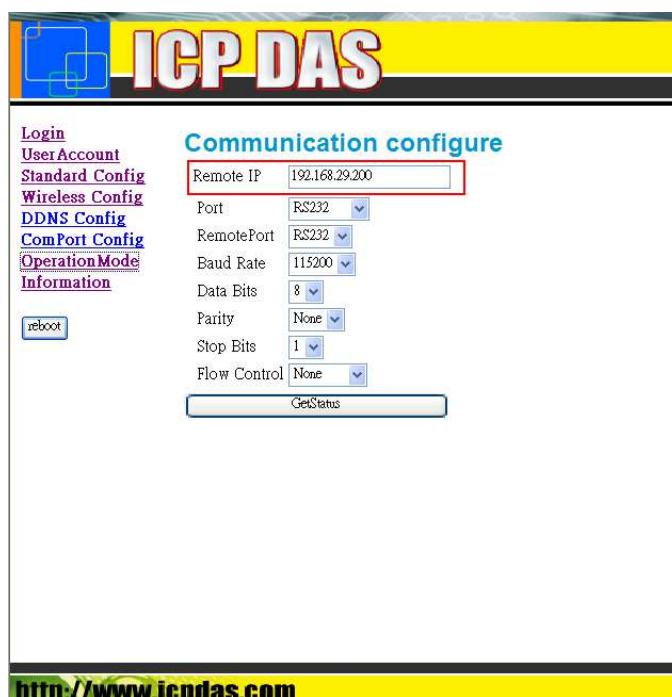 ICP DAS
Login
UserAccount
Standard Config
Wireless Config
DDNS Config
ComPort Config
OperationMode
Information
reboot
Communication configure
Remote IP 192.168.29.200
Port RS232
RemotePort RS232
Baud Rate 115200
Data Bits 8
Parity None
Stop Bits 1
Flow Control None
GetStatus
http://www.icpdas.com